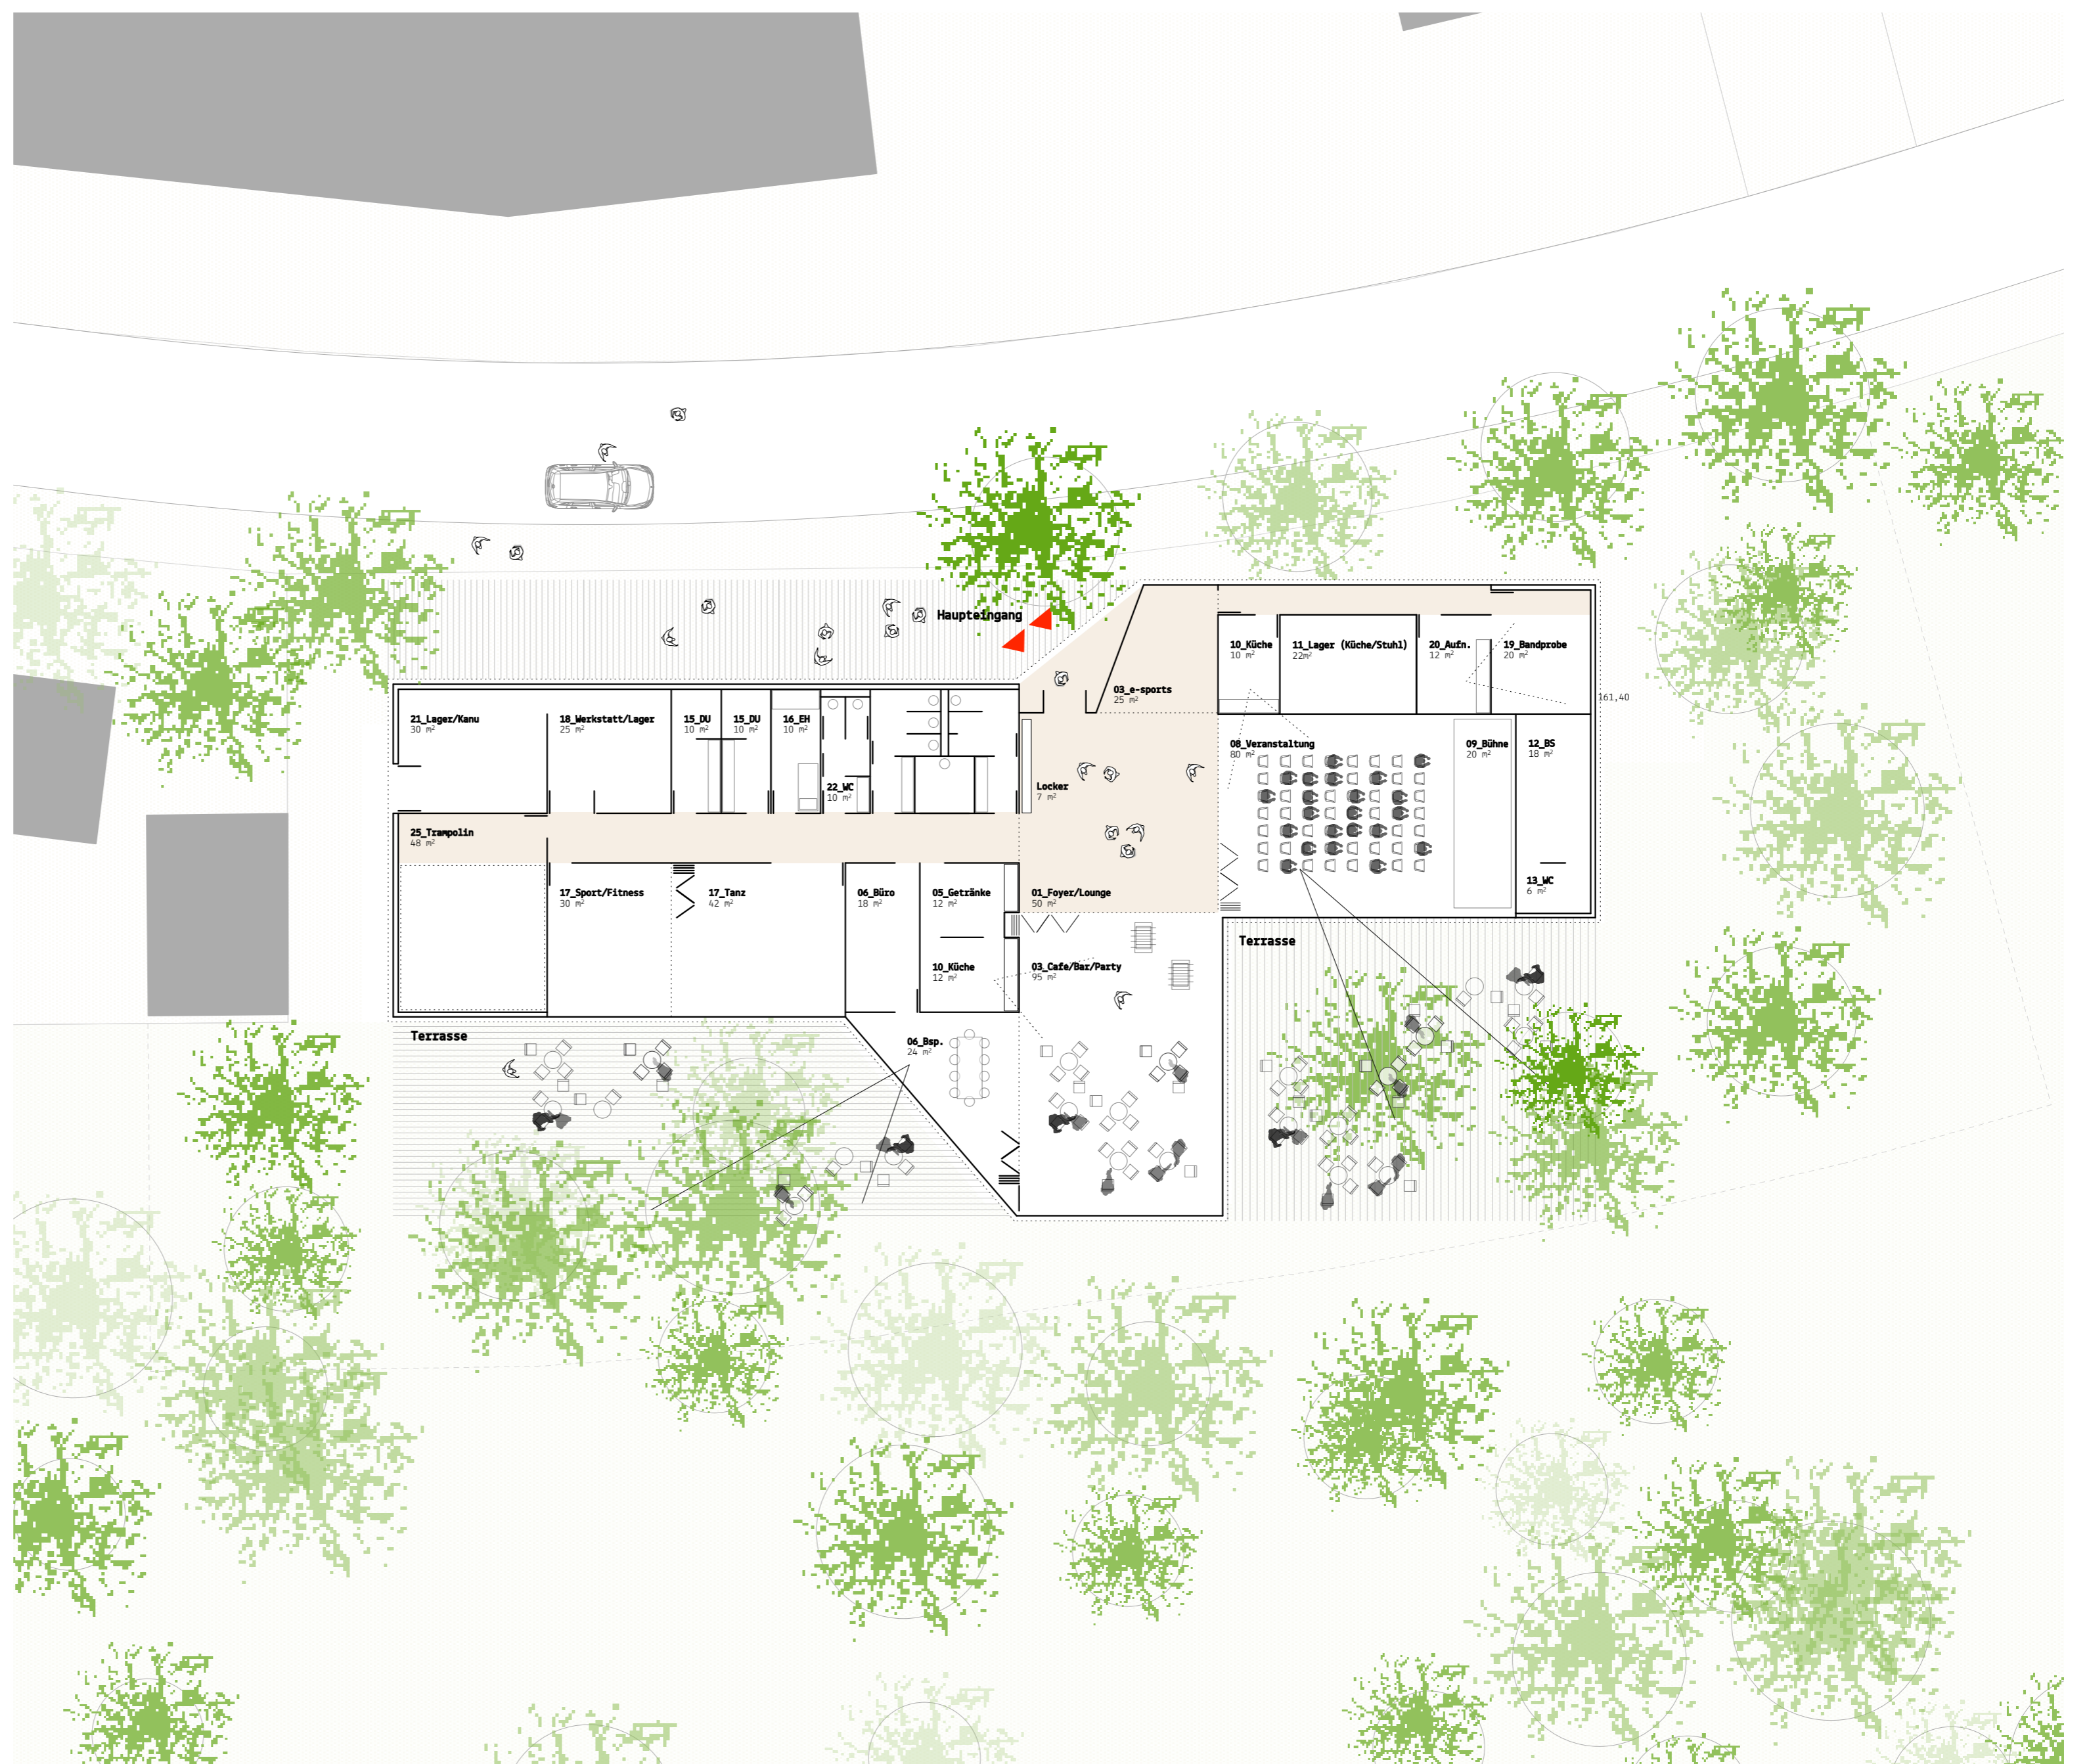 Haupteingang
10_Küche
10 m²
11_Lager (Küche/Stuhl)
22m²
20_Aufn.
12 m²
19_Bandprobe
20 m²
03_e-sports
25 m²
161,40
21_Lager/Kanu
30 m²
18_Werkstatt/Lager
25 m²
15_DU
10 m²
15_DU
10 m²
16_EH
10 m²
08_Veranstaltung
80 m²
09_Bühne
20 m²
12_BS
18 m²
22_WC
10 m²
Locker
7 m²
25_Trampolin
48 m²
13_WC
6 m²
17_Sport/Fitness
30 m²
17_Tanz
42 m²
06_Büro
18 m²
05_Getränke
12 m²
01_Foyer/Lounge
50 m²
Terrasse
10_Küche
12 m²
03_Cafe/Bar/Party
95 m²
Terrasse
06_Bsp.
24 m²